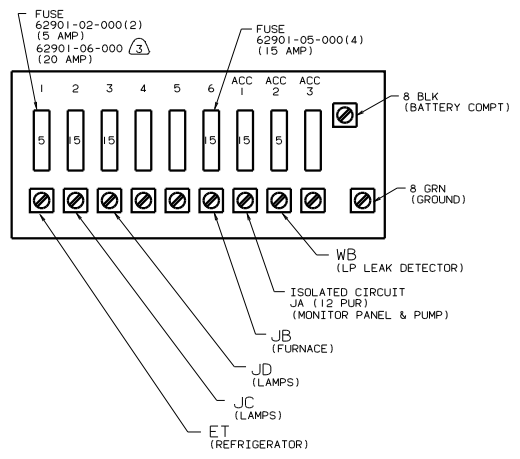 FUSE
62901-02-000(2)
(5 AMP)
62901-06-000 3
(20 AMP)
FUSE
62901-05-000(4)
(15 AMP)
1 2 3 4 5 6 ACC 1 ACC 2 ACC 3
8 BLK
(BATTERY COMPT)
5 15 15 15 15 5
8 GRN
(GROUND)
WB
(LP LEAK DETECTOR)
ISOLATED CIRCUIT
JA (12 PUR)
(MONITOR PANEL & PUMP)
JB
(FURNACE)
JD
(LAMPS)
JC
(LAMPS)
ET
(REFRIGERATOR)